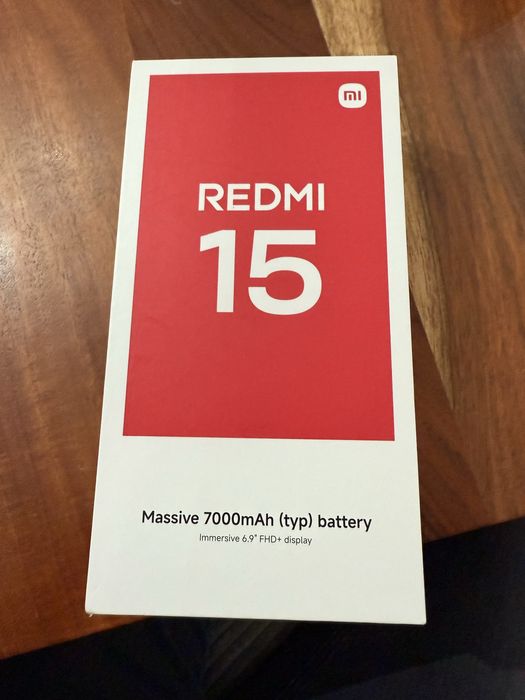 mi
REDMI
15
Massive 7000mAh (typ) battery
Immersive 6.9" FHD+ display